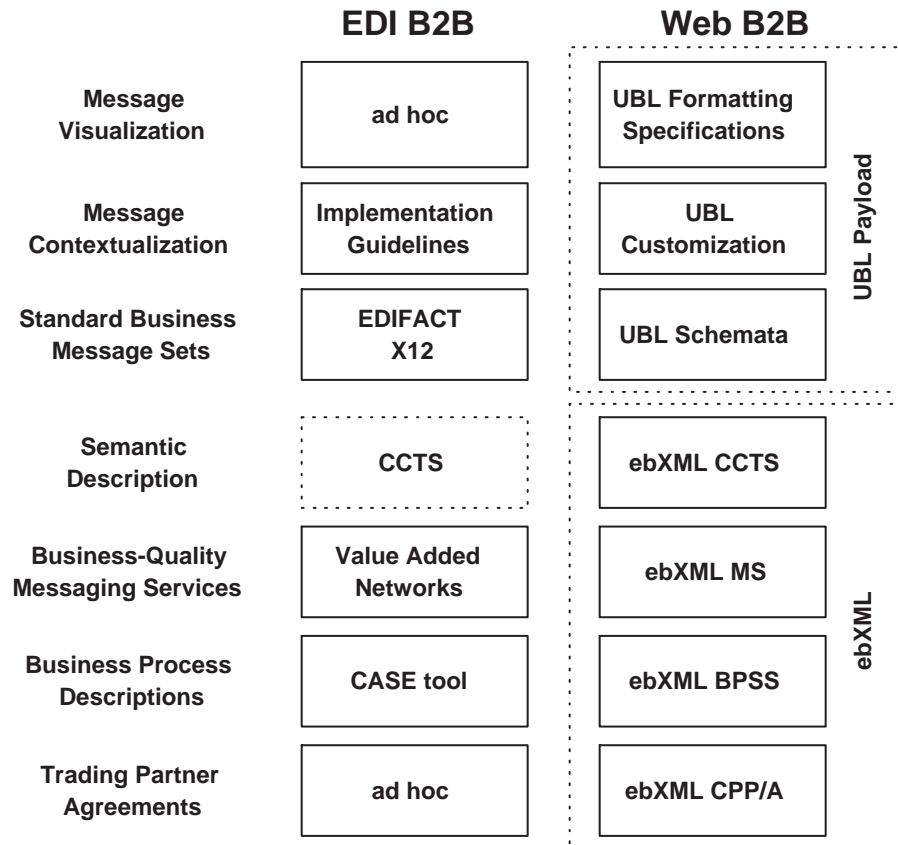 EDI B2B
Web B2B
Message
Visualization
ad hoc
UBL Formatting
Specifications
Message
Contextualization
Implementation
Guidelines
UBL
Customization
Standard Business
Message Sets
EDIFACT
X12
UBL Schemata
UBL Payload
Semantic
Description
CCTS
ebXML CCTS
Business-Quality
Messaging Services
Value Added
Networks
ebXML MS
Business Process
Descriptions
CASE tool
ebXML BPSS
Trading Partner
Agreements
ad hoc
ebXML CPP/A
ebXML